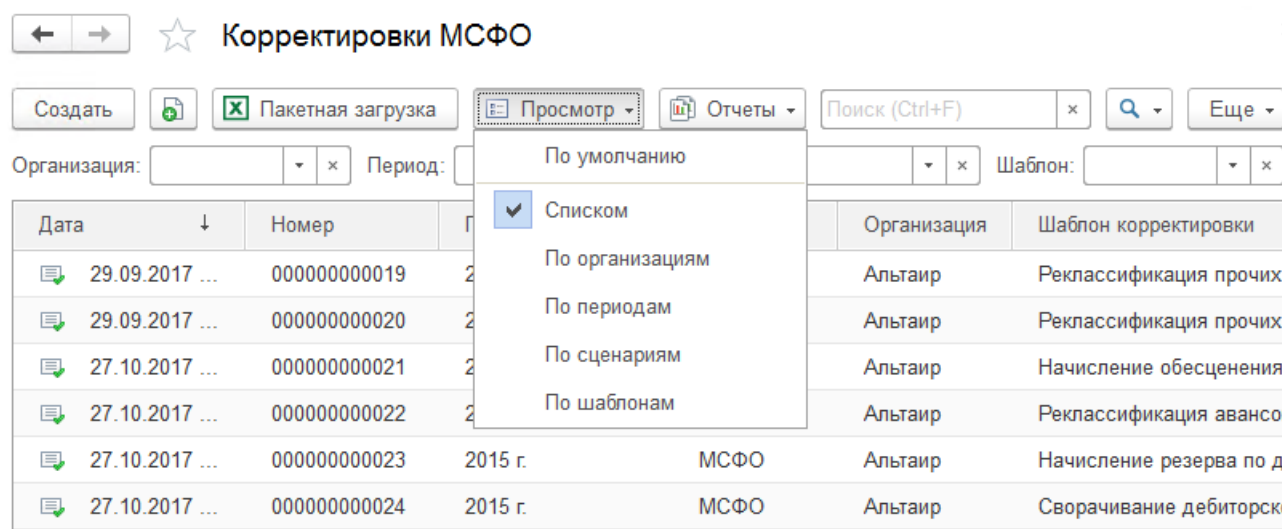 Корректировки МСФО
Создать Пакетная загрузка Просмотр Отчеты Поиск (Ctrl+F) Еще
Организация: Период: Шаблон:
По умолчанию
Списком
По организациям
По периодам
По сценариям
По шаблонам
Дата Номер Организация Шаблон корректировки
29.09.2017 ... 000000000019 Альтаир Реклассификация прочих
29.09.2017 ... 000000000020 Альтаир Реклассификация прочих
27.10.2017 ... 000000000021 Альтаир Начисление обесценения
27.10.2017 ... 000000000022 Альтаир Реклассификация авансо
27.10.2017 ... 000000000023 2015 г. МСФО Альтаир Начисление резерва по д
27.10.2017 ... 000000000024 2015 г. МСФО Альтаир Сворачивание дебиторск